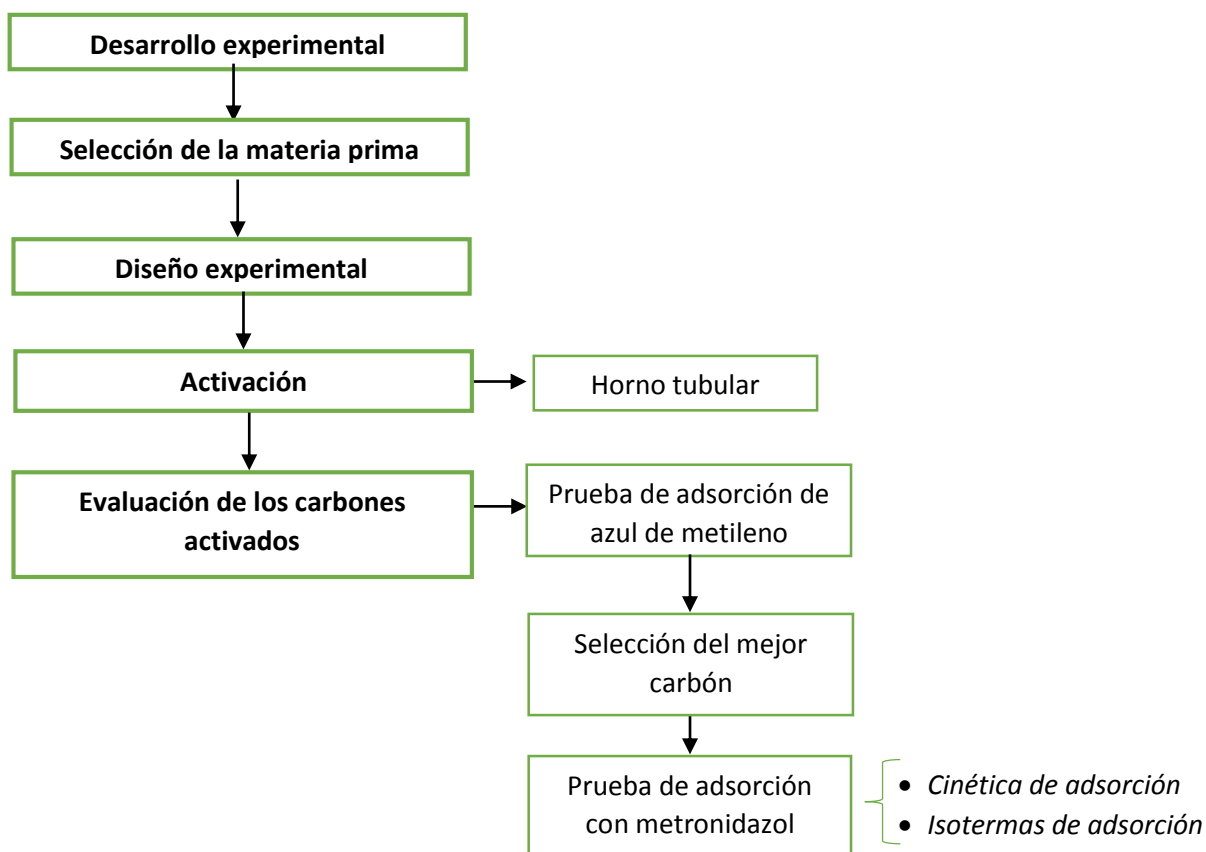 Desarrollo experimental
Selección de la materia prima
Diseño experimental
Activación
Horno tubular
Evaluación de los carbones
activados
Prueba de adsorción de
azul de metileno
Selección del mejor
carbón
Prueba de adsorción
con metronidazol
• Cinética de adsorción
• Isotermas de adsorción